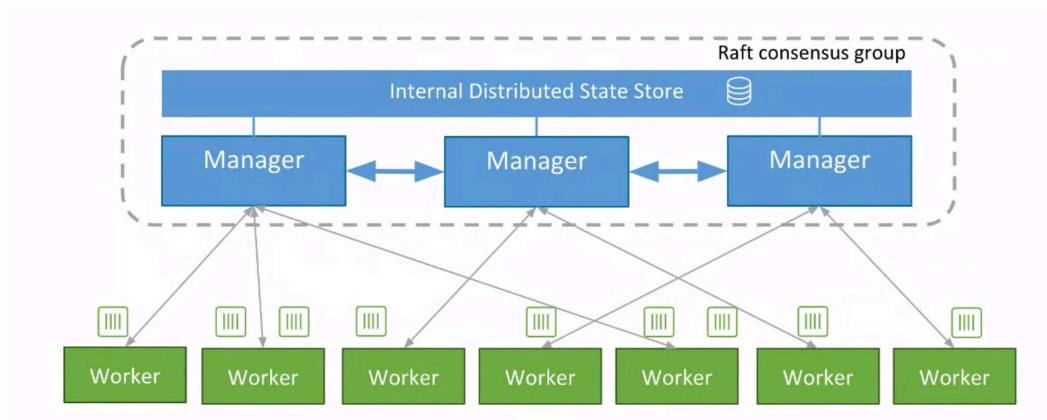 Raft consensus group
Internal Distributed State Store
Manager
Manager
Manager
Worker
Worker
Worker
Worker
Worker
Worker
Worker